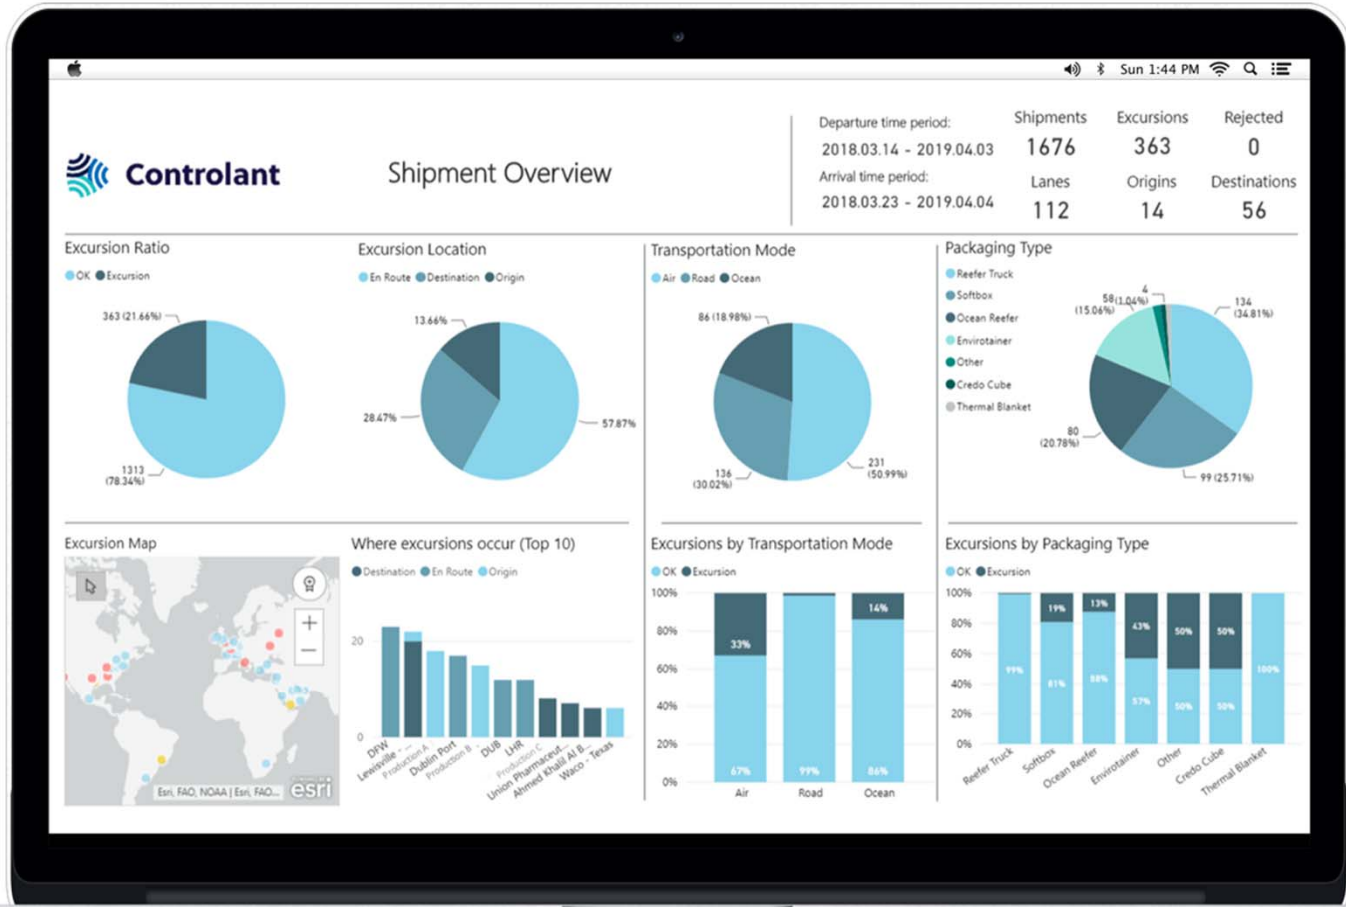 Sun 1:44 PM
Controlant
Shipment Overview
Departure time period:
2018.03.14 - 2019.04.03
Arrival time period:
2018.03.23 - 2019.04.04
Shipments
1676
Excursions
363
Rejected
0
Lanes
112
Origins
14
Destinations
56
Excursion Ratio
OK Excursion
363 (21.66%)
1313
(78.34%)
Excursion Location
En Route Destination Origin
13.66%
28.47%
57.87%
Transportation Mode
Air Road Ocean
86 (18.98%)
136
(30.02%)
231
(50.99%)
Packaging Type
Reefer Truck
Softbox
Ocean Reefer
Envirotainer
Other
Credo Cube
Thermal Blanket
4
(1.04%)
58
(15.06%)
134
(34.81%)
80
(20.78%)
99 (25.71%)
Excursion Map
Esri, FAO, NOAA | Esri, FAO...
esri
Where excursions occur (Top 10)
Destination En Route Origin
20
0
DFW
Lewisville - ...
Production A
Dublin Port
Production B
DUB
LHR
Production C
Union Pharmaceut...
Ahmed Khalil Al B...
Waco - Texas
Excursions by Transportation Mode
OK Excursion
100%
80%
60%
40%
20%
0%
33%
14%
67%
99%
86%
Air
Road
Ocean
Excursions by Packaging Type
OK Excursion
100%
80%
60%
40%
20%
0%
19%
13%
43%
50%
50%
99%
81%
88%
57%
50%
50%
100%
Reefer Truck
Softbox
Ocean Reefer
Envirotainer
Other
Credo Cube
Thermal Blanket